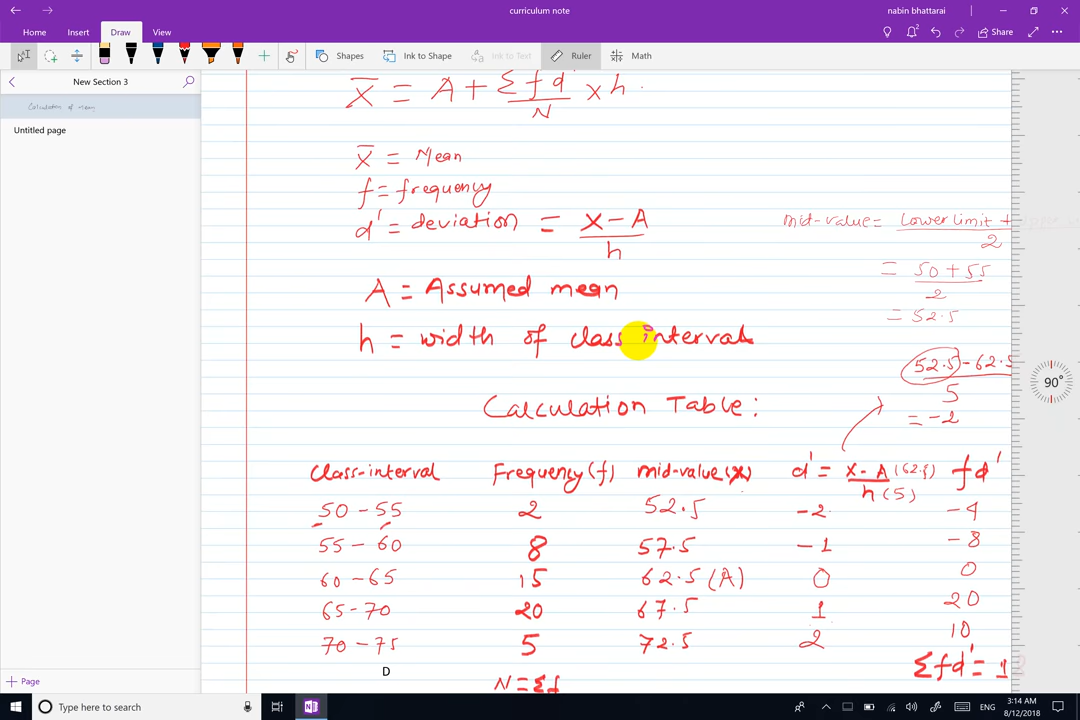 curriculum note
nabin bhattarai
Home Insert Draw View
Share
Shapes Ink to Shape Ink to Text Ruler Math
New Section 3
Calculation of mean
Untitled page
X̄ = A + Σfd' / N × h
X̄ = Mean
f = frequency
d' = deviation = X-A / h
mid-value = Lower limit + / 2
A = Assumed mean
= 50 + 55 / 2
= 52.5
h = width of class interval
52.5 - 62.5 / 5
= -2
90°
Calculation Table:
Class-interval Frequency(f) mid-value(x) d' = X-A (62.5) / h (5) fd'
50 - 55 2 52.5 -2 -4
55 - 60 8 57.5 -1 -8
60 - 65 15 62.5 (A) 0 0
65 - 70 20 67.5 1 20
70 - 75 5 72.5 2 10
D
N = Σf
Σfd' = 18
Page
Type here to search
ENG
3:14 AM
8/12/2018